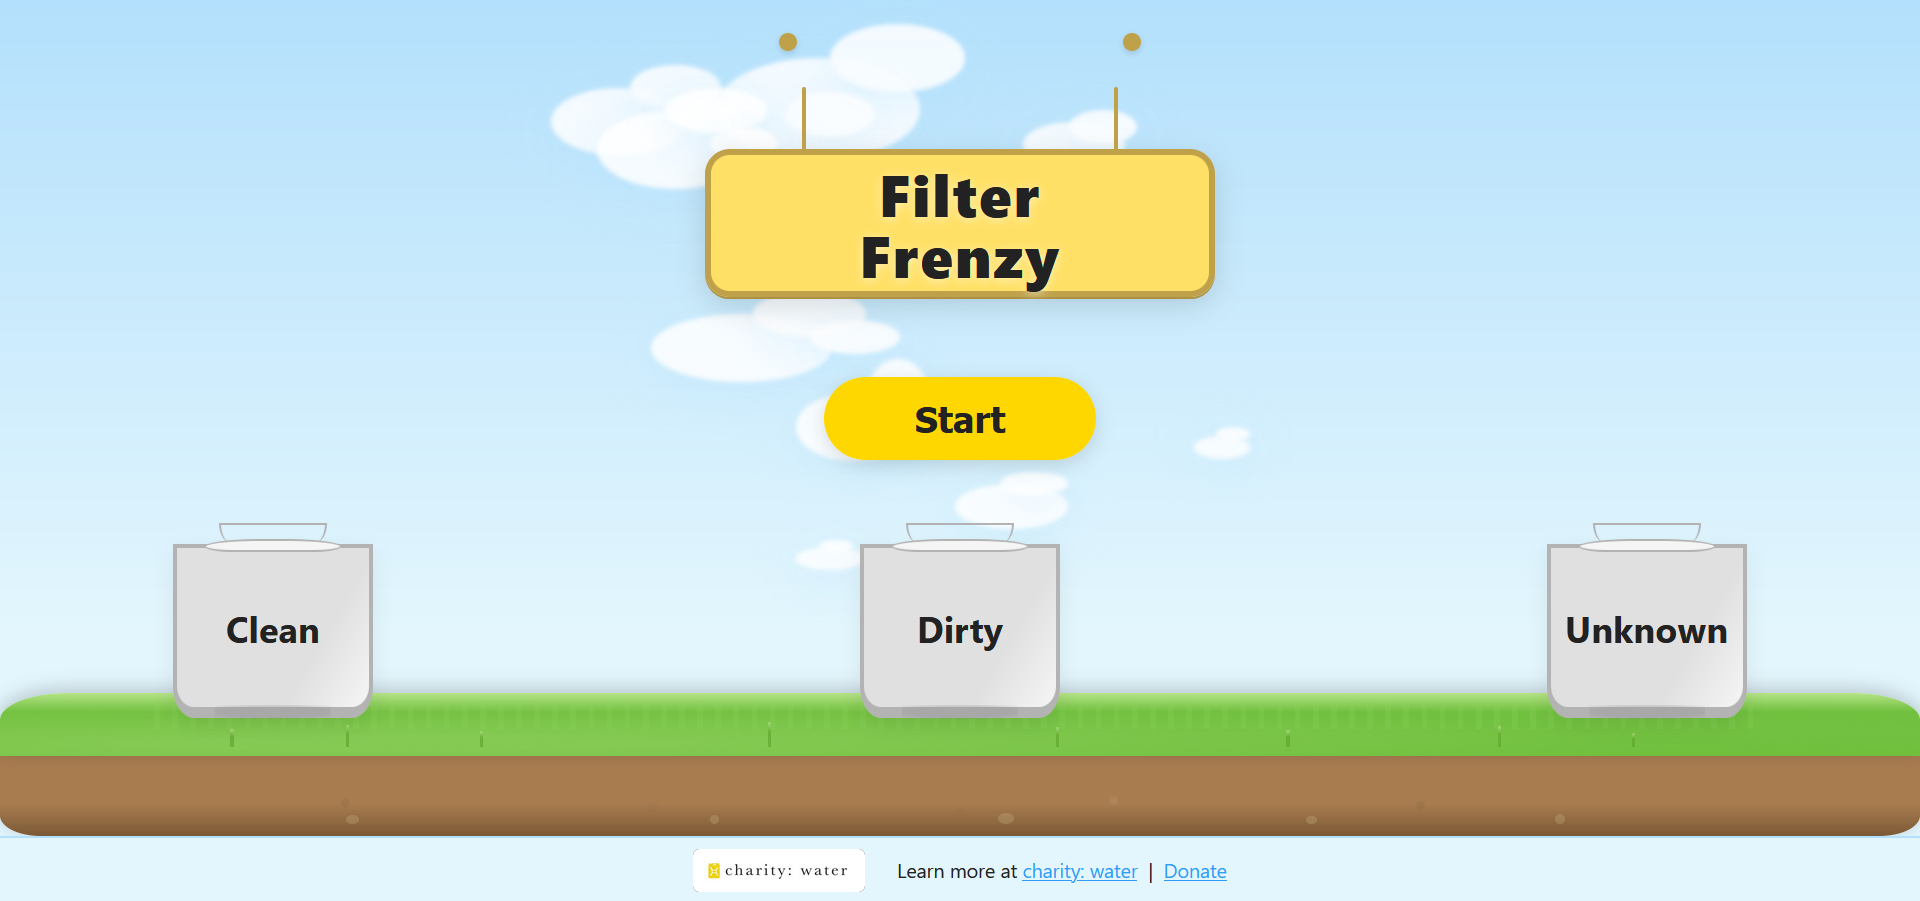 Filter
Frenzy
Start
Clean
Dirty
Unknown
charity: water
Learn more at charity: water | Donate